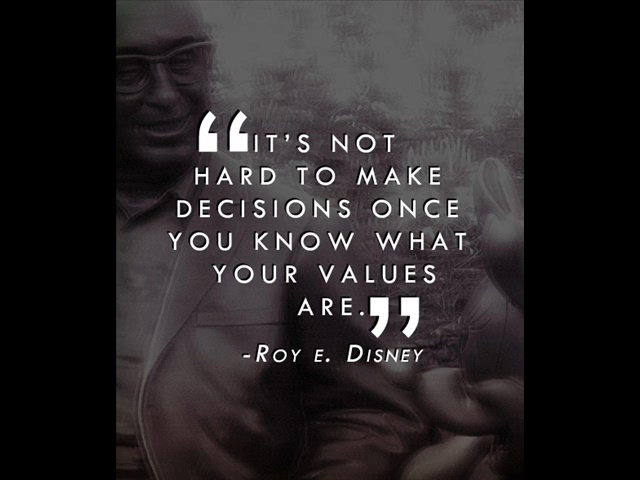 “IT’S NOT
HARD TO MAKE
DECISIONS ONCE
YOU KNOW WHAT
YOUR VALUES
ARE.”
-ROY E. DISNEY